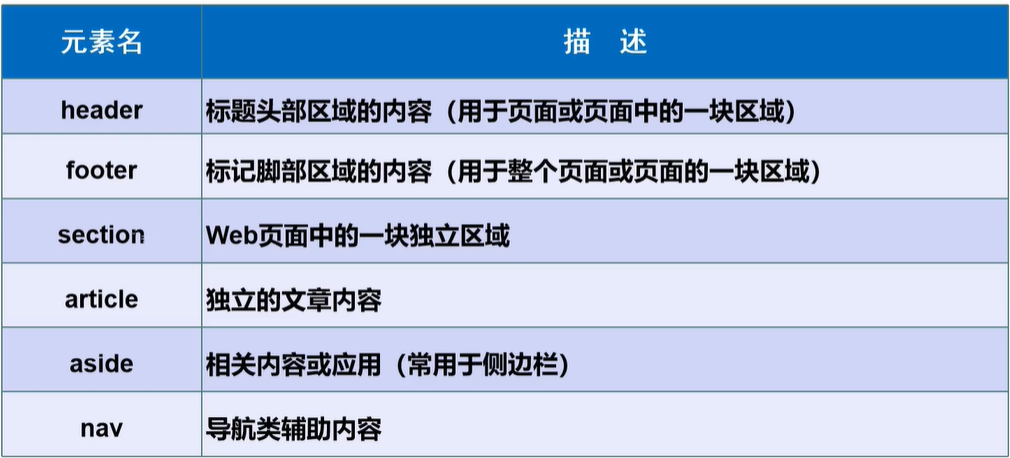 元素名 描 述
header 标题头部区域的内容（用于页面或页面中的一块区域）
footer 标记脚部区域的内容（用于整个页面或页面的一块区域）
section Web页面中的一块独立区域
article 独立的文章内容
aside 相关内容或应用（常用于侧边栏）
nav 导航类辅助内容